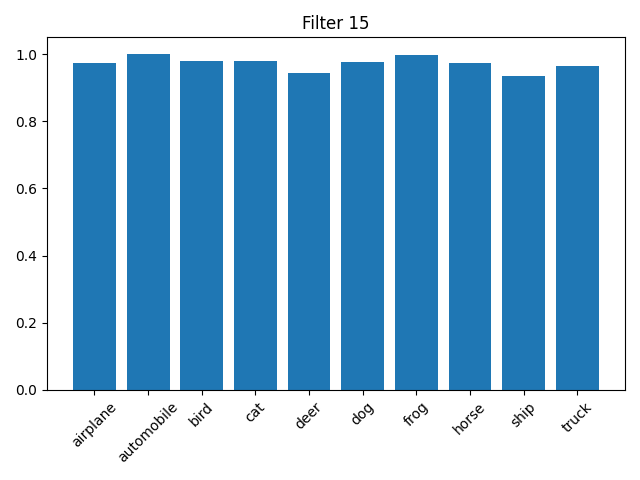 Filter 15
1.0
0.8
0.6
0.4
0.2
0.0
airplane
automobile
bird
cat
deer
dog
frog
horse
ship
truck